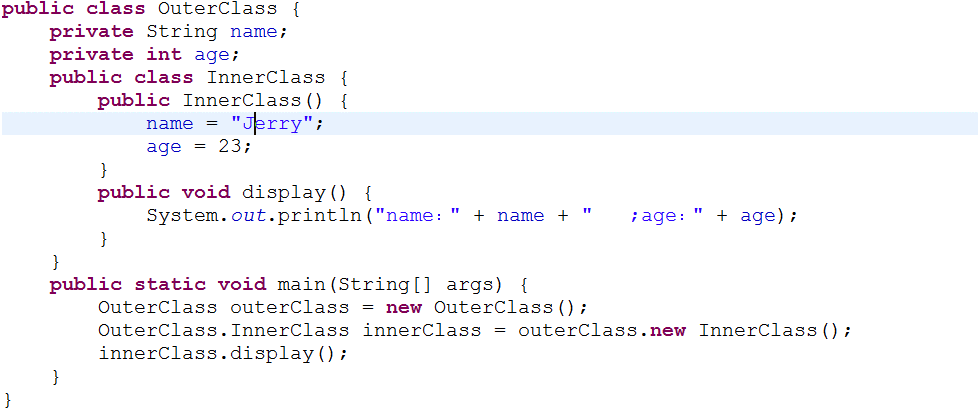 public class OuterClass {
    private String name;
    private int age;
    public class InnerClass {
        public InnerClass() {
            name = "Jerry";
            age = 23;
        }
        public void display() {
            System.out.println("name：" + name + "   ;age：" + age);
        }
    }
    public static void main(String[] args) {
        OuterClass outerClass = new OuterClass();
        OuterClass.InnerClass innerClass = outerClass.new InnerClass();
        innerClass.display();
    }
}